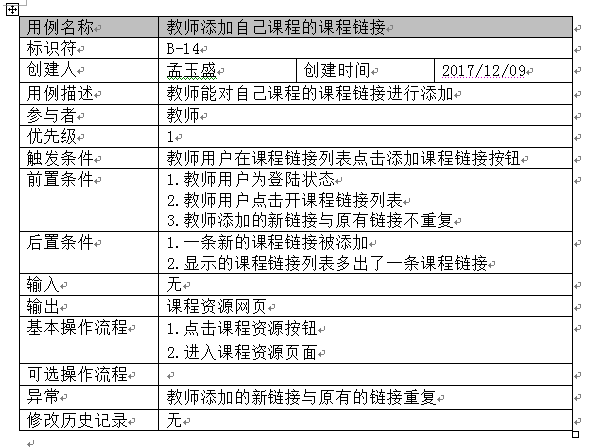 用例名称 教师添加自己课程的课程链接
标识符 B-14
创建人 孟玉盛 创建时间 2017/12/09
用例描述 教师能对自己课程的课程链接进行添加
参与者 教师
优先级 1
触发条件 教师用户在课程链接列表点击添加课程链接按钮
前置条件 1.教师用户为登陆状态
2.教师用户点击开课程链接列表
3.教师添加的新链接与原有链接不重复
后置条件 1.一条新的课程链接被添加
2.显示的课程链接列表多出了一条课程链接
输入 无
输出 课程资源网页
基本操作流程 1.点击课程资源按钮
2.进入课程资源页面
可选操作流程
异常 教师添加的新链接与原有的链接重复
修改历史记录 无